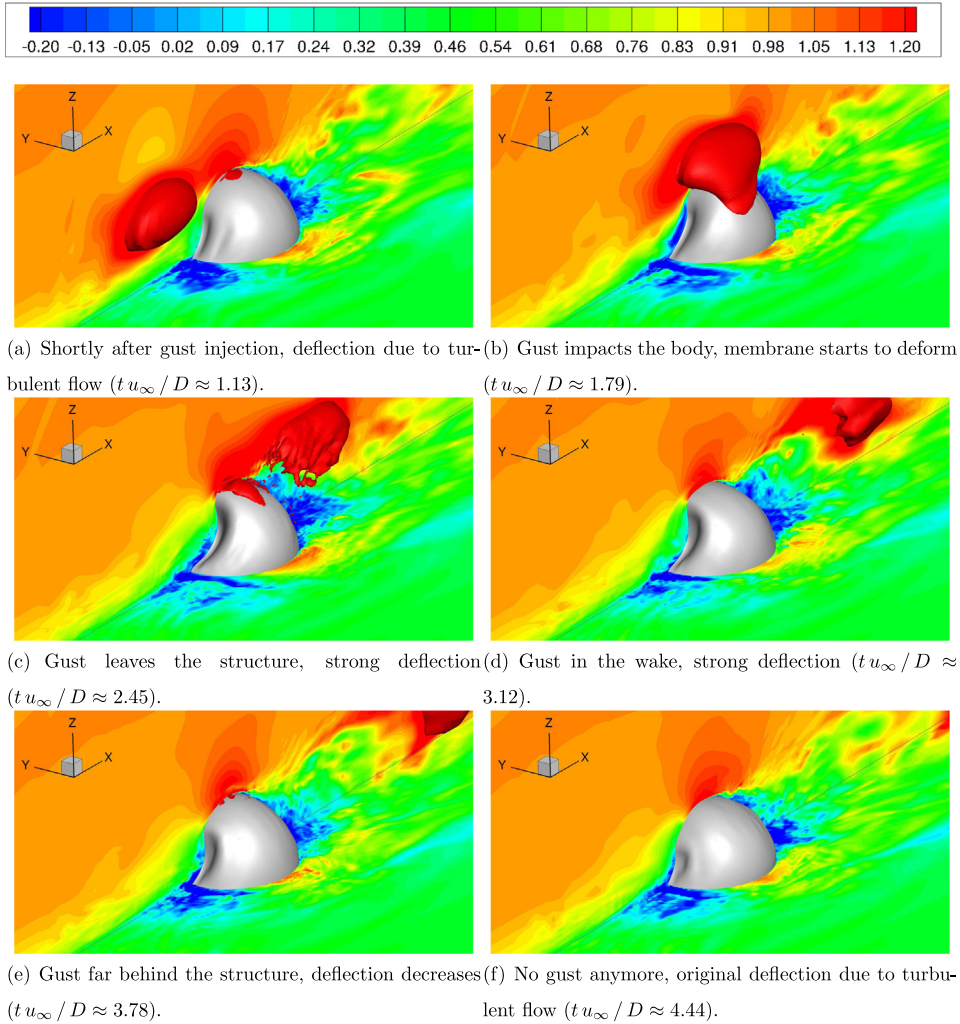 -0.20 -0.13 -0.05 0.02 0.09 0.17 0.24 0.32 0.39 0.46 0.54 0.61 0.68 0.76 0.83 0.91 0.98 1.05 1.13 1.20
Z
Y X
Z
Y X
(a) Shortly after gust injection, deflection due to tur-
bulent flow (t u∞ / D ≈ 1.13).
(b) Gust impacts the body, membrane starts to deform
(t u∞ / D ≈ 1.79).
Z
Y X
Z
Y X
(c) Gust leaves the structure, strong deflection
(t u∞ / D ≈ 2.45).
(d) Gust in the wake, strong deflection (t u∞ / D ≈
3.12).
Z
Y X
Z
Y X
(e) Gust far behind the structure, deflection decreases
(t u∞ / D ≈ 3.78).
(f) No gust anymore, original deflection due to turbu-
lent flow (t u∞ / D ≈ 4.44).